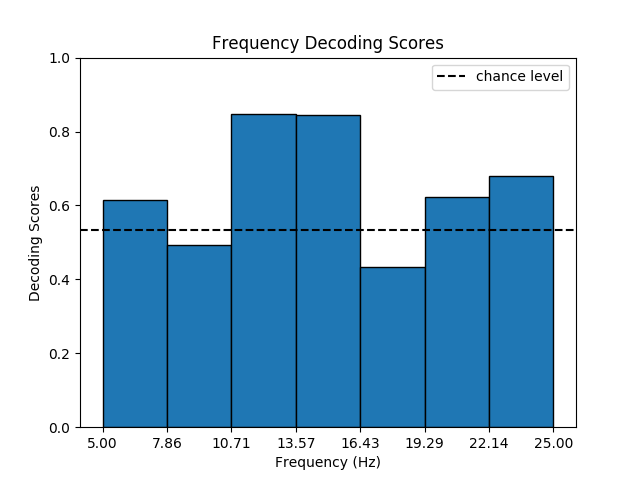 Frequency Decoding Scores
chance level
1.0
0.8
0.6
0.4
0.2
0.0
Decoding Scores
5.00 7.86 10.71 13.57 16.43 19.29 22.14 25.00
Frequency (Hz)